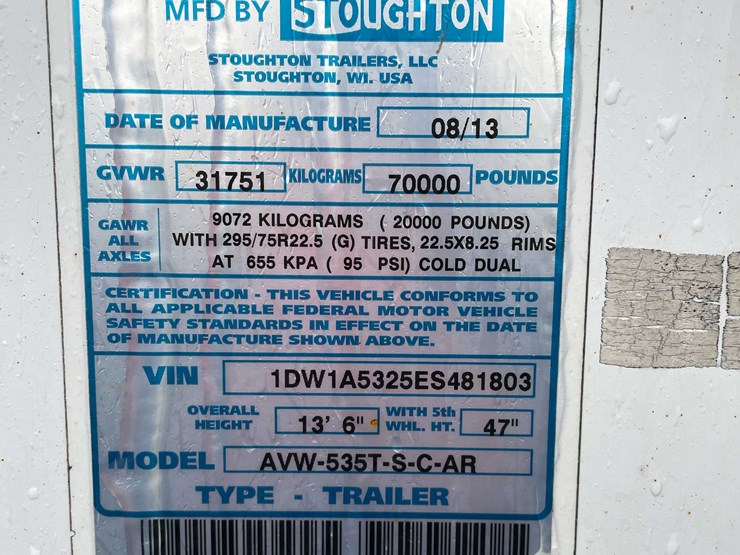 MFD BY STOUGHTON
STOUGHTON TRAILERS, LLC
STOUGHTON, WI. USA
DATE OF MANUFACTURE 08/13
GVWR 31751 KILOGRAMS 70000 POUNDS
GAWR
ALL
AXLES
9072 KILOGRAMS ( 20000 POUNDS)
WITH 295/75R22.5 (G) TIRES, 22.5X8.25 RIMS
AT 655 KPA ( 95 PSI) COLD DUAL
CERTIFICATION - THIS VEHICLE CONFORMS TO
ALL APPLICABLE FEDERAL MOTOR VEHICLE
SAFETY STANDARDS IN EFFECT ON THE DATE
OF MANUFACTURE SHOWN ABOVE.
VIN 1DW1A5325ES481803
OVERALL
HEIGHT
13' 6"
WITH 5th
WHL. HT.
47"
MODEL AVW-535T-S-C-AR
TYPE - TRAILER